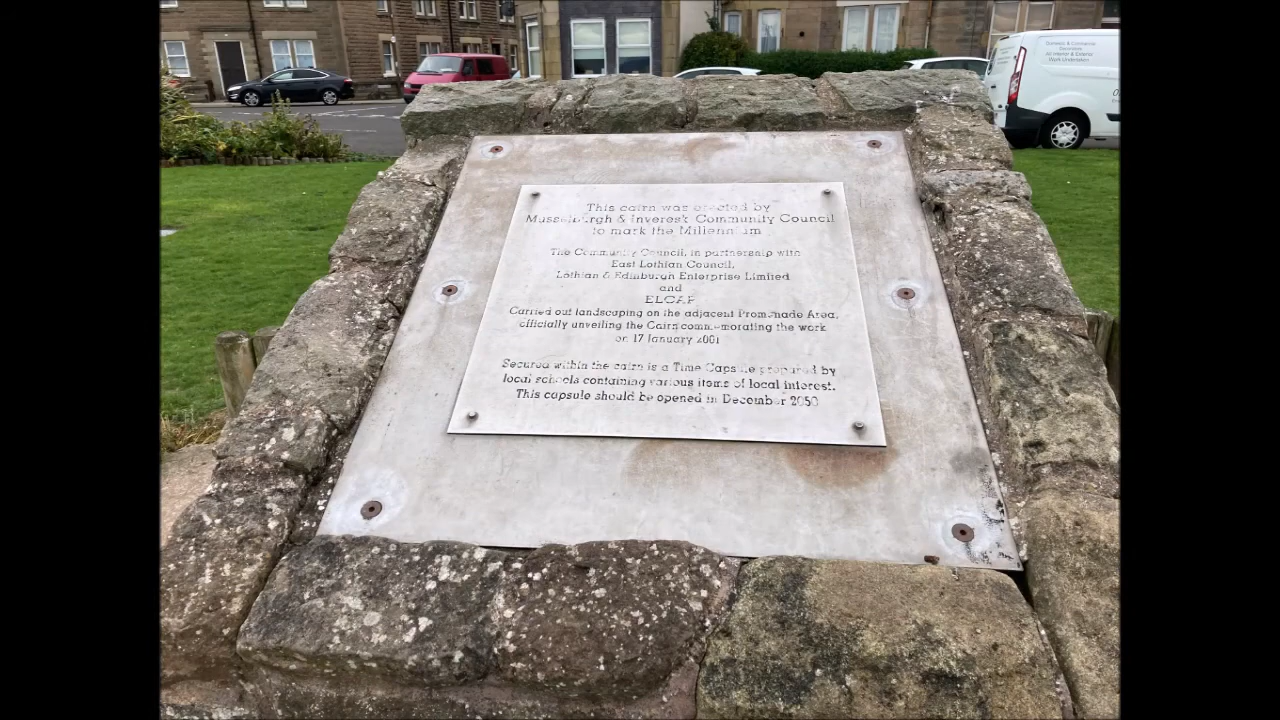 This cairn was erected by
Musselburgh & Inveresk Community Council
to mark the Millennium
The Community Council, in partnership with
East Lothian Council,
Lothian & Edinburgh Enterprise Limited
and
ELCAP
Carried out landscaping on the adjacent Promenade Area,
officially unveiling the Cairn commemorating the work
on 17 January 2001
Secured within the cairn is a Time Capsule prepared by
local schools containing various items of local interest.
This capsule should be opened in December 2050